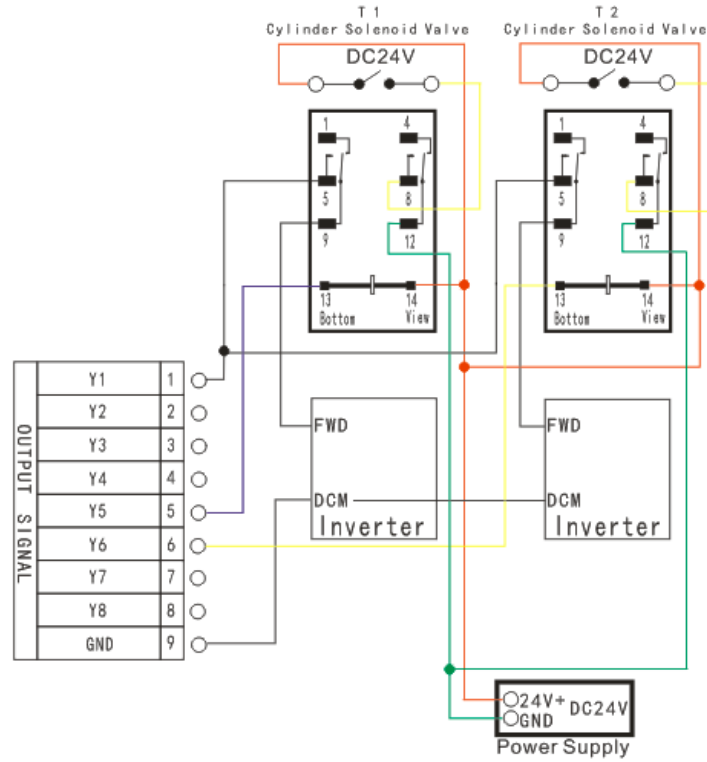 T 1
Cylinder Solenoid Valve
DC24V
T 2
Cylinder Solenoid Valve
DC24V
1 4
5 8
9 12
13 14
Bottom View
1 4
5 8
9 12
13 14
Bottom View
OUTPUT SIGNAL
Y1 1
Y2 2
Y3 3
Y4 4
Y5 5
Y6 6
Y7 7
Y8 8
GND 9
FWD
DCM
Inverter
FWD
DCM
Inverter
24V+ DC24V
GND
Power Supply